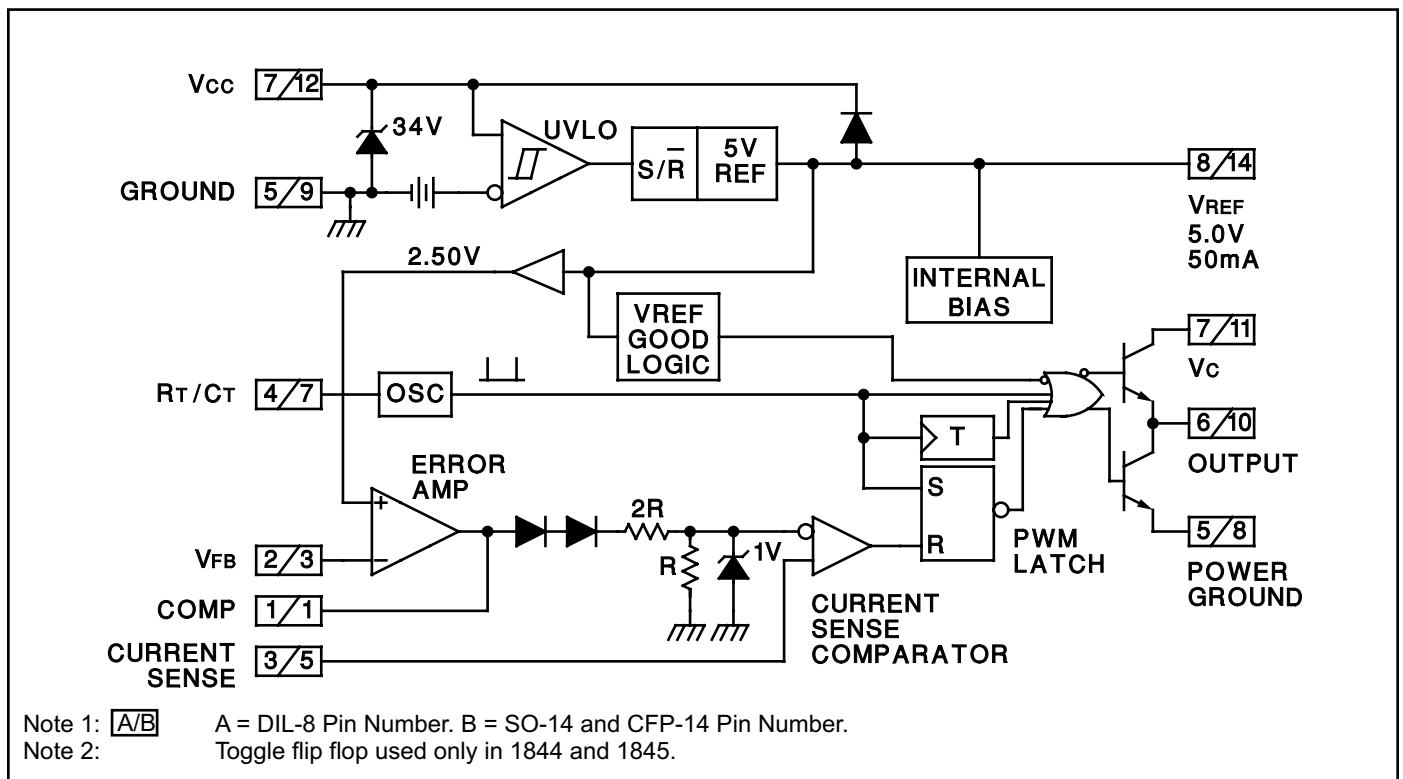 VCC 7/12
34V
UVLO
S/R̅
5V
REF
GROUND 5/9
8/14
VREF
5.0V
50mA
2.50V
INTERNAL
BIAS
VREF
GOOD
LOGIC
7/11
VC
RT/CT 4/7
OSC
T
6/10
OUTPUT
ERROR
AMP
+
−
2R
R
1V
S
R
PWM
LATCH
VFB 2/3
5/8
POWER
GROUND
COMP 1/1
CURRENT
SENSE
COMPARATOR
CURRENT
SENSE
3/5
Note 1: A/B A = DIL-8 Pin Number. B = SO-14 and CFP-14 Pin Number.
Note 2: Toggle flip flop used only in 1844 and 1845.